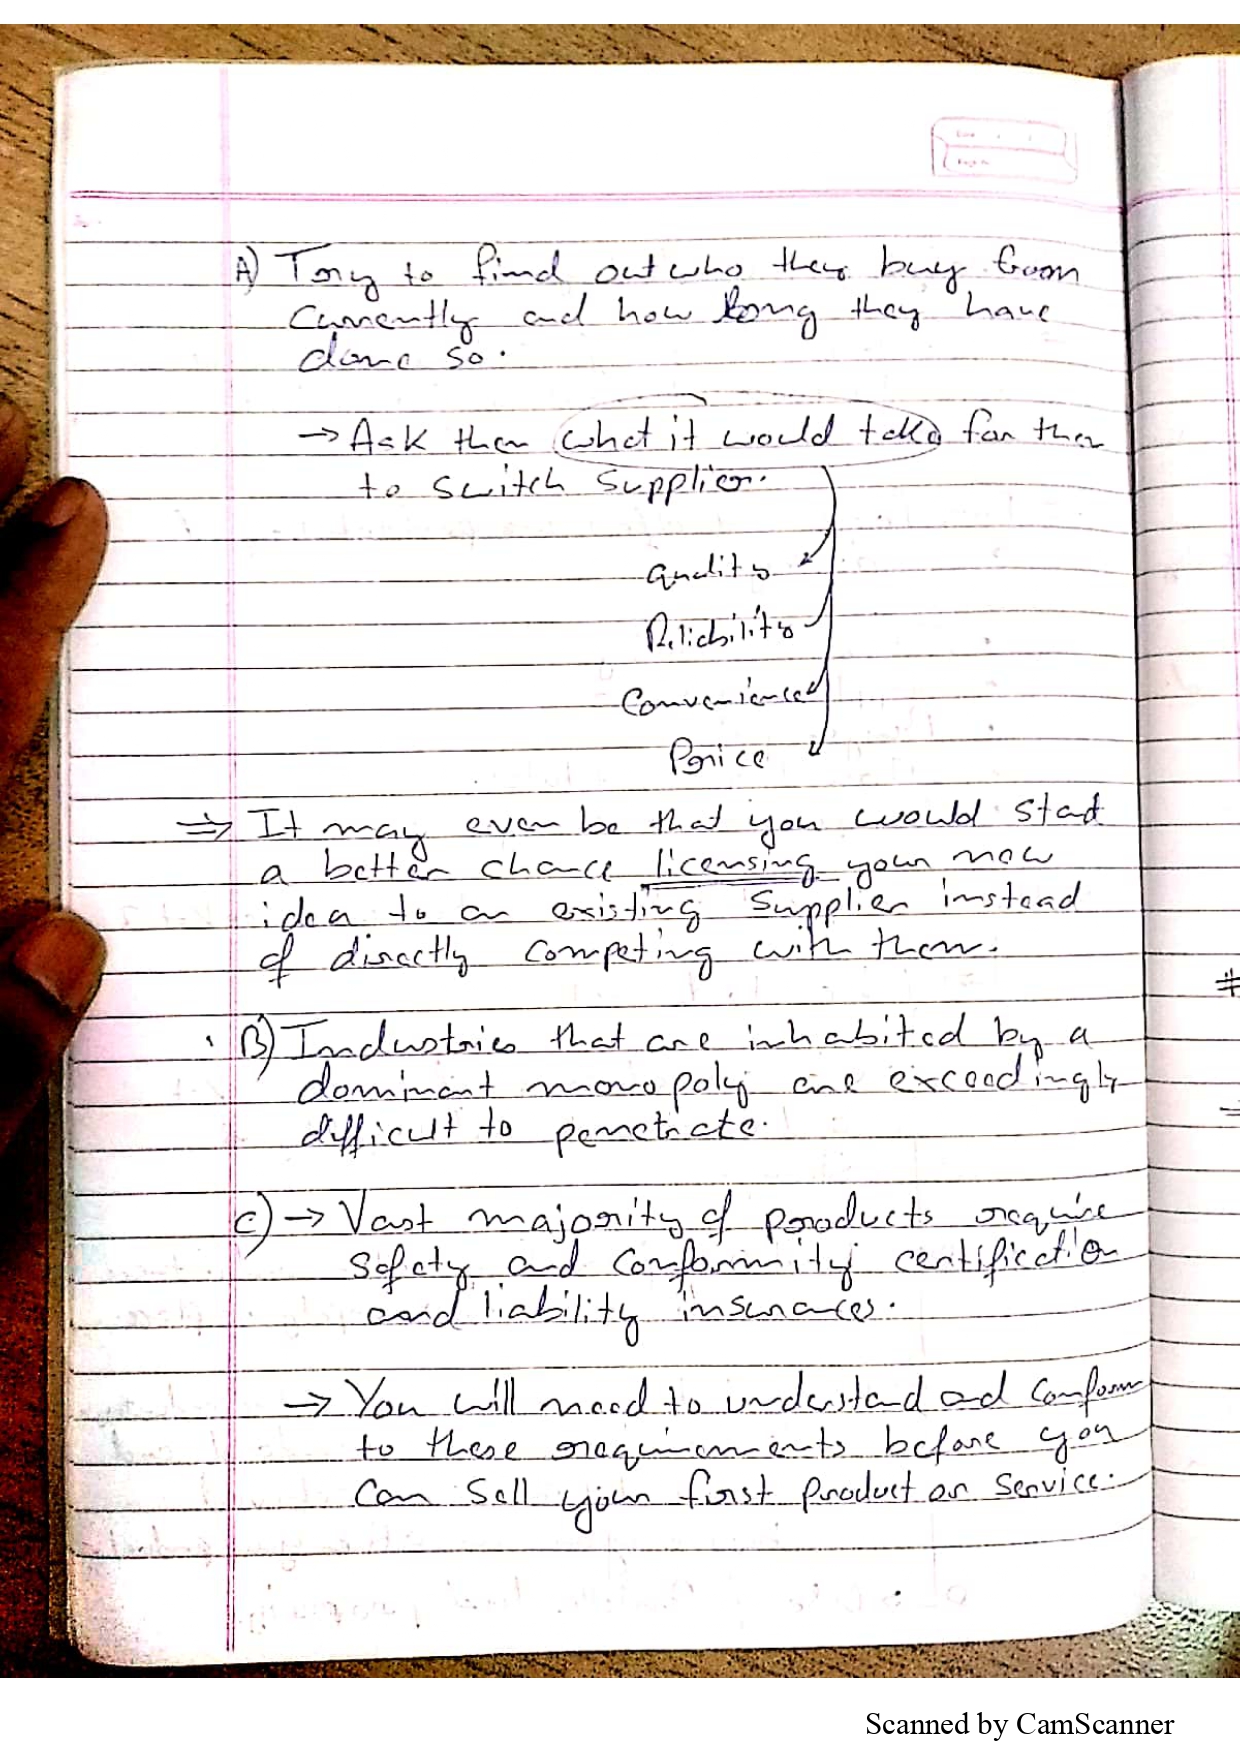 A) Try to find out who they buy from
currently and how long they have
done so.
→ Ask them what it would take for them
to switch supplier.
Quality
Reliability
Convenience
Price
⇒ It may even be that you would stad
a better chance licensing your new
idea to an existing supplier instead
of directly competing with them.
B) Industries that are inhabited by a
dominant monopoly are exceedingly
difficult to penetrate.
C) → Vast majority of products require
safety and conformity certification
and liability insurances.
→ You will need to understand and conform
to these requirements before you
can sell your first product or service.
Scanned by CamScanner